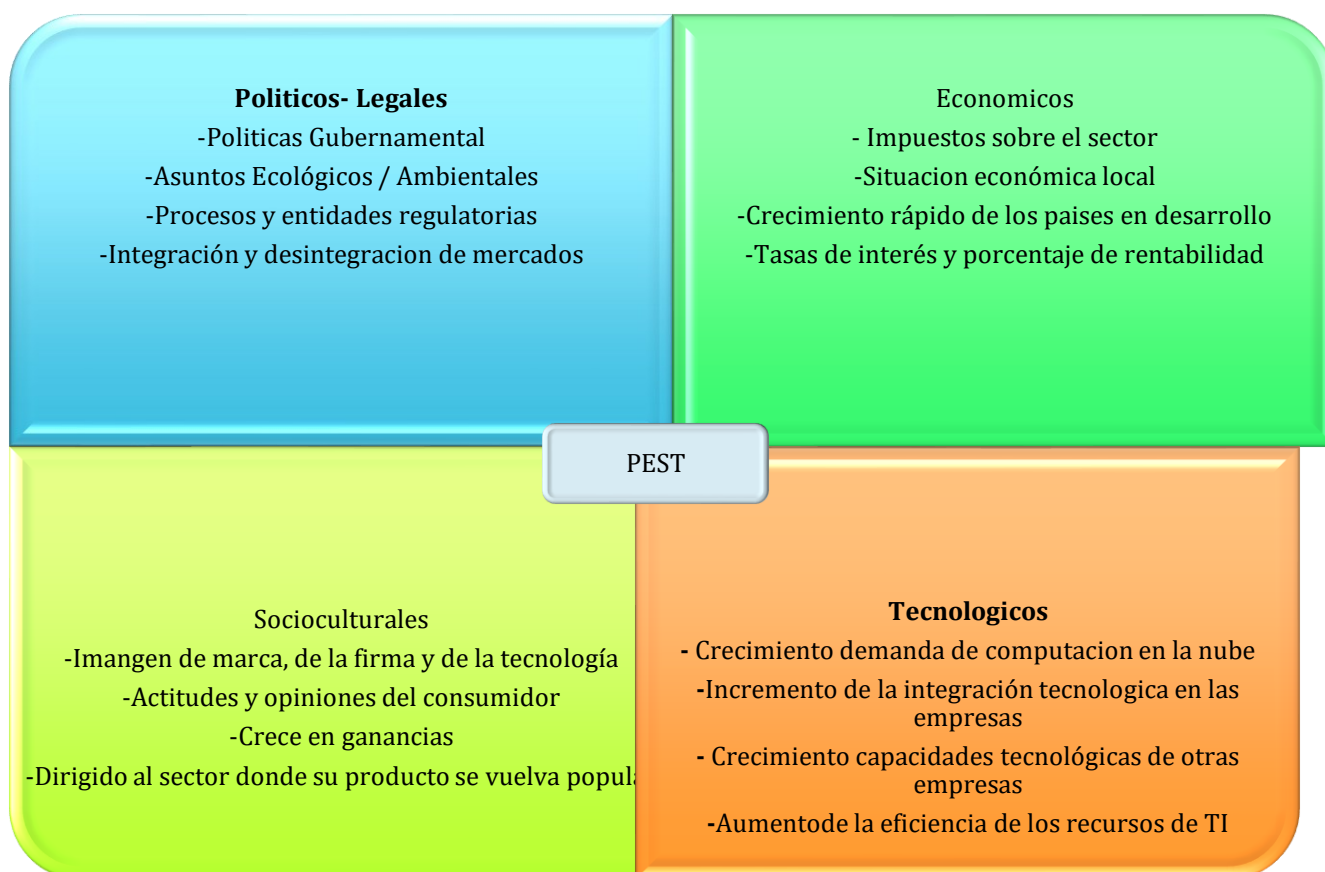 Politicos- Legales
-Politicas Gubernamental
-Asuntos Ecológicos / Ambientales
-Procesos y entidades regulatorias
-Integración y desintegracion de mercados
Economicos
- Impuestos sobre el sector
-Situacion económica local
-Crecimiento rápido de los paises en desarrollo
-Tasas de interés y porcentaje de rentabilidad
PEST
Socioculturales
-Imangen de marca, de la firma y de la tecnología
-Actitudes y opiniones del consumidor
-Crece en ganancias
-Dirigido al sector donde su producto se vuelva popula
Tecnologicos
- Crecimiento demanda de computacion en la nube
-Incremento de la integración tecnologica en las
empresas
- Crecimiento capacidades tecnológicas de otras
empresas
-Aumentode la eficiencia de los recursos de TI